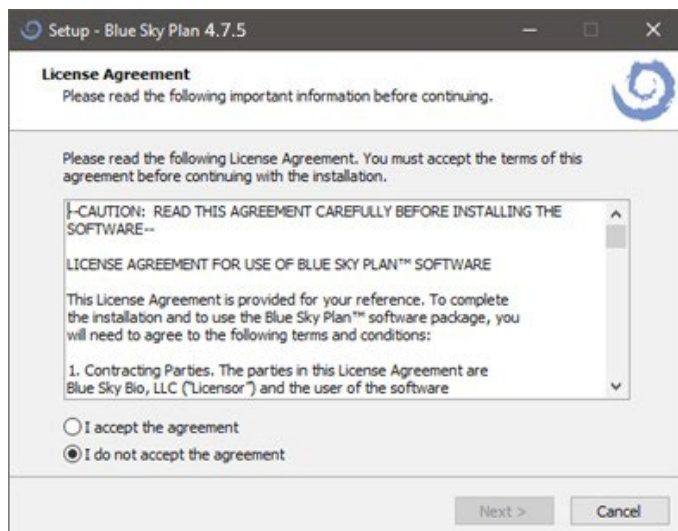 Setup - Blue Sky Plan 4.7.5
License Agreement
Please read the following important information before continuing.
Please read the following License Agreement. You must accept the terms of this
agreement before continuing with the installation.
--CAUTION: READ THIS AGREEMENT CAREFULLY BEFORE INSTALLING THE
SOFTWARE--
LICENSE AGREEMENT FOR USE OF BLUE SKY PLAN™ SOFTWARE
This License Agreement is provided for your reference. To complete
the installation and to use the Blue Sky Plan™ software package, you
will need to agree to the following terms and conditions:
1. Contracting Parties. The parties in this License Agreement are
Blue Sky Bio, LLC ("Licensor") and the user of the software
I accept the agreement
I do not accept the agreement
Next >
Cancel